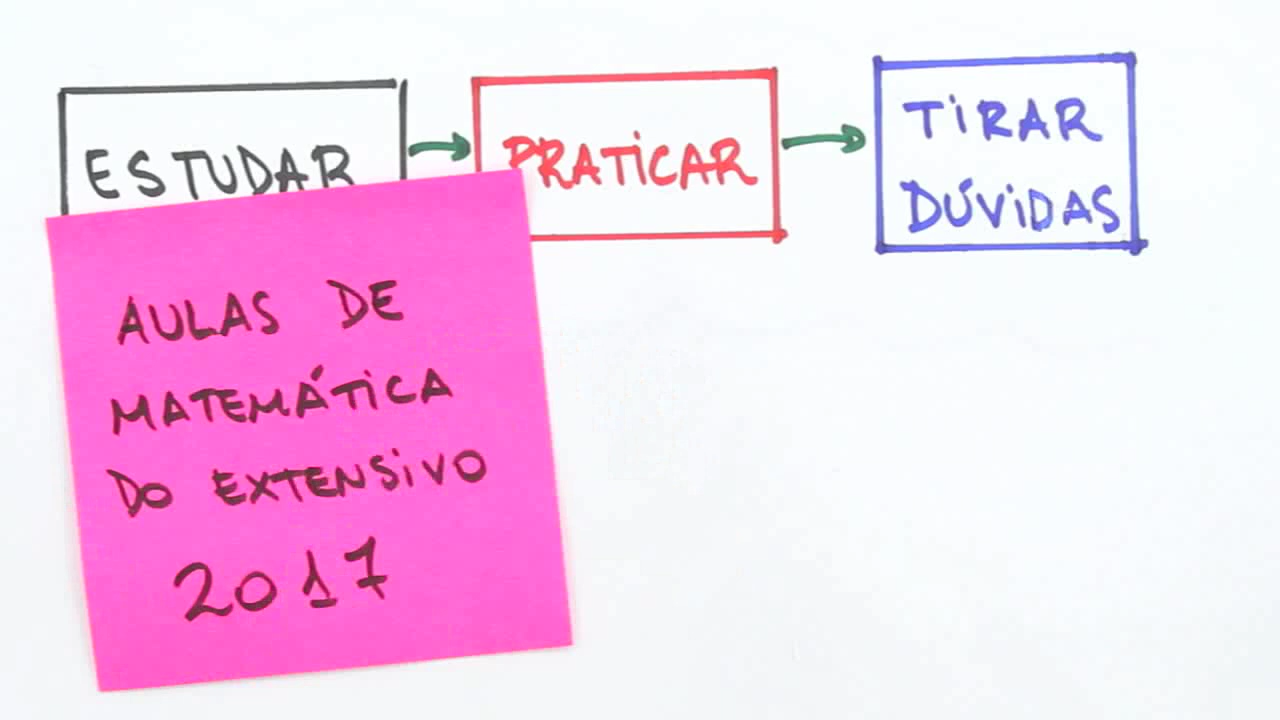 ESTUDAR
PRATiCAR
TiRAR
DÚViDAS
AULAS DE
MATEMÁTiCA
DO EXTENSiVO
2017